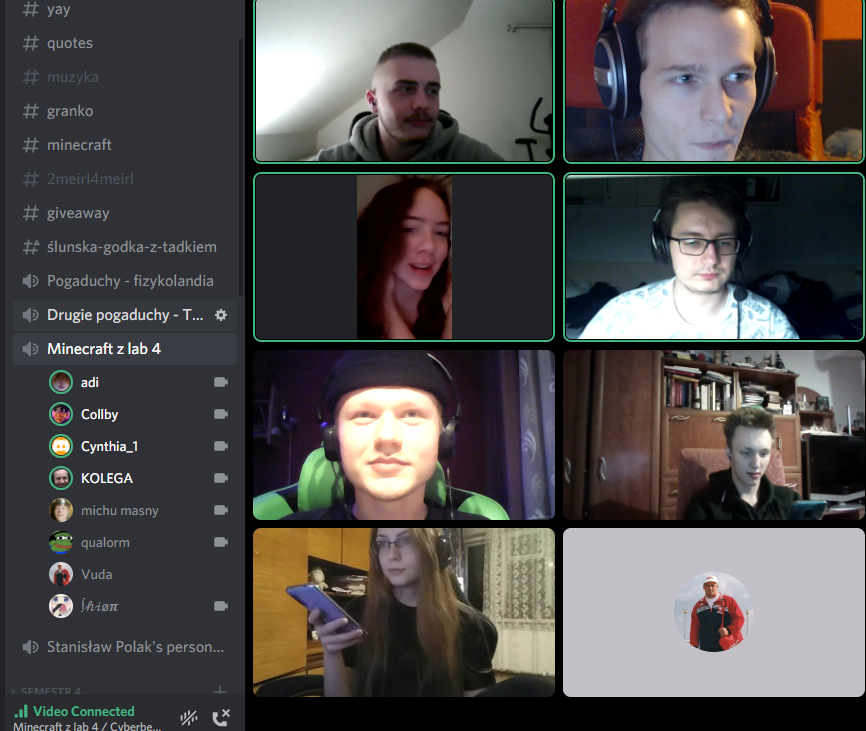 # yay
# quotes
# muzyka
# granko
# minecraft
# 2meirl4meirl
# giveaway
# ślunska-godka-z-tadkiem
Pogaduchy - fizykolandia
Drugie pogaduchy - T...
Minecraft z lab 4
adi
Collby
Cynthia_1
KOLEGA
michu masny
qualorm
Vuda
Stanisław Polak's person...
SEMESTR 4
Video Connected
Minecraft z lab 4 / Cyberbe...